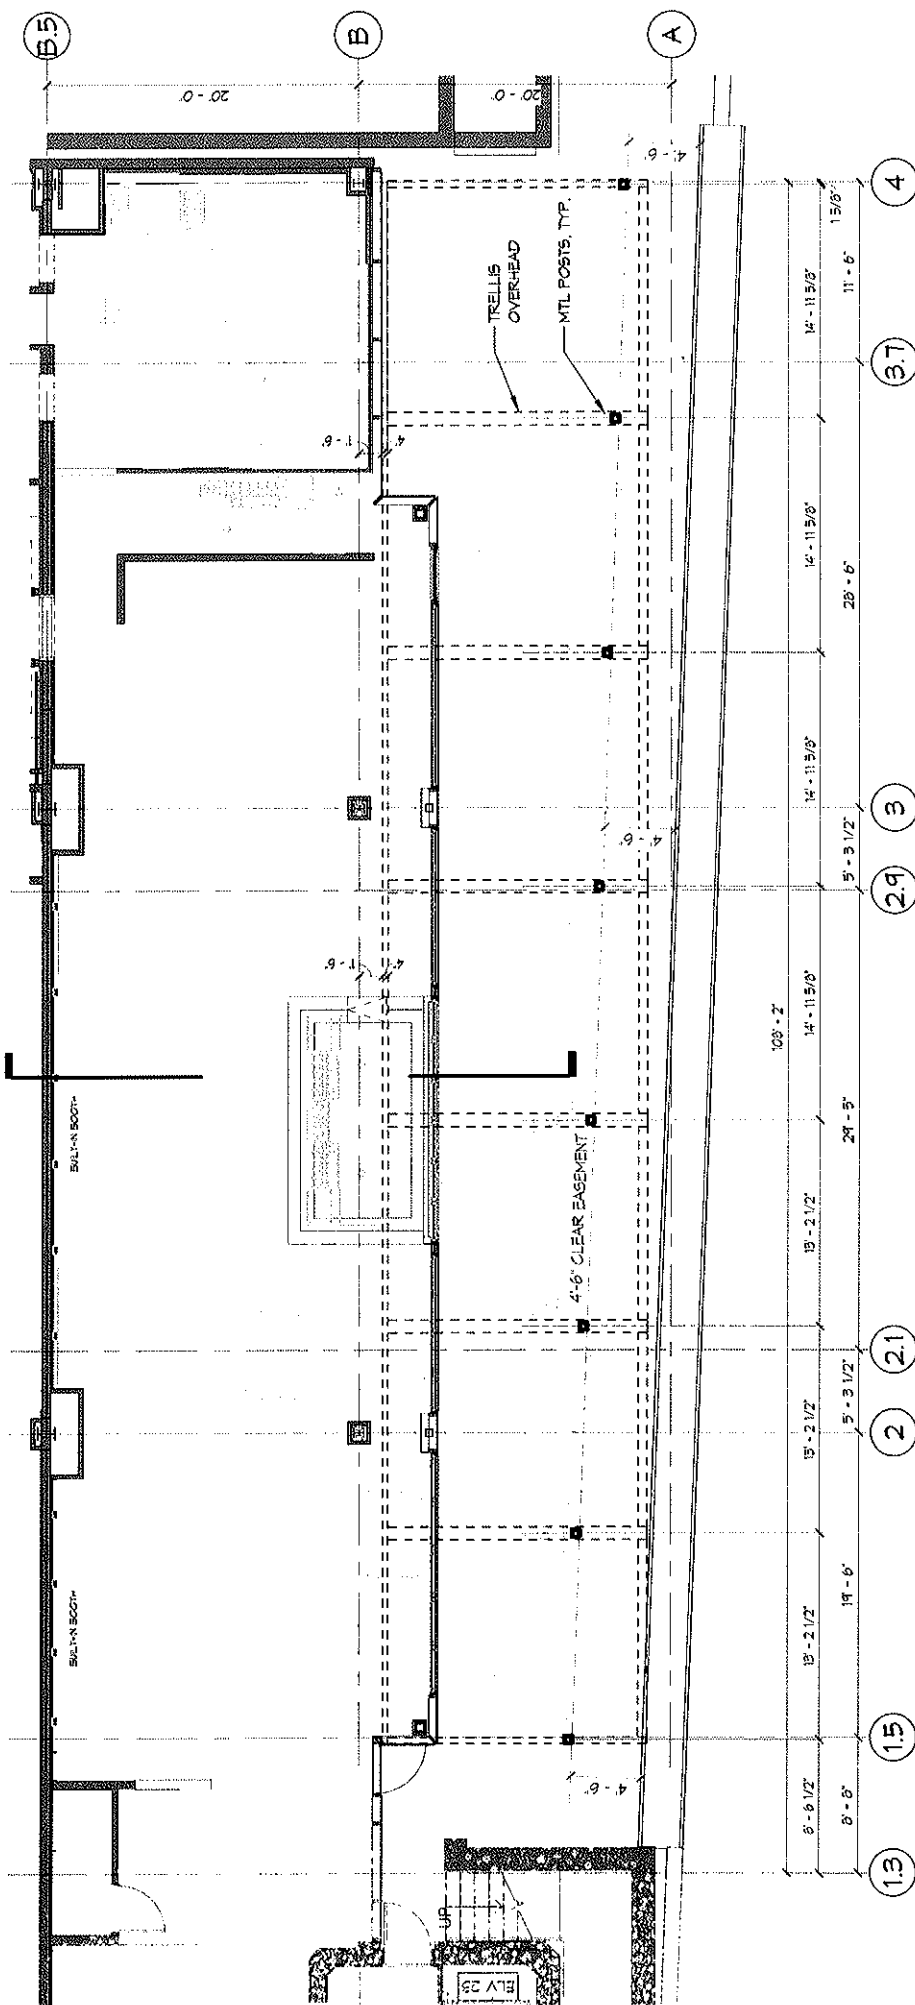 B.5
B
A
20'-0"
20'-0"
4'-6"
4
1 5/8"
TRELLIS
OVERHEAD
MTL POSTS, TYP.
14' - 11 5/8"
11' - 6"
3.7
1'-6"
4"
14' - 11 5/8"
28' - 6"
14' - 11 5/8"
3
4'-6"
5' - 3 1/2"
2.9
1'-6"
4"
14' - 11 5/8"
108' - 2"
BUILT-IN BOOTH
29' - 5"
4'-6" CLEAR EASEMENT
13' - 2 1/2"
2.1
13' - 2 1/2"
5' - 3 1/2"
2
BUILT-IN BOOTH
13' - 2 1/2"
19' - 6"
1.5
4'-6"
8' - 6 1/2"
8' - 8"
1.3
UP
ELV 25